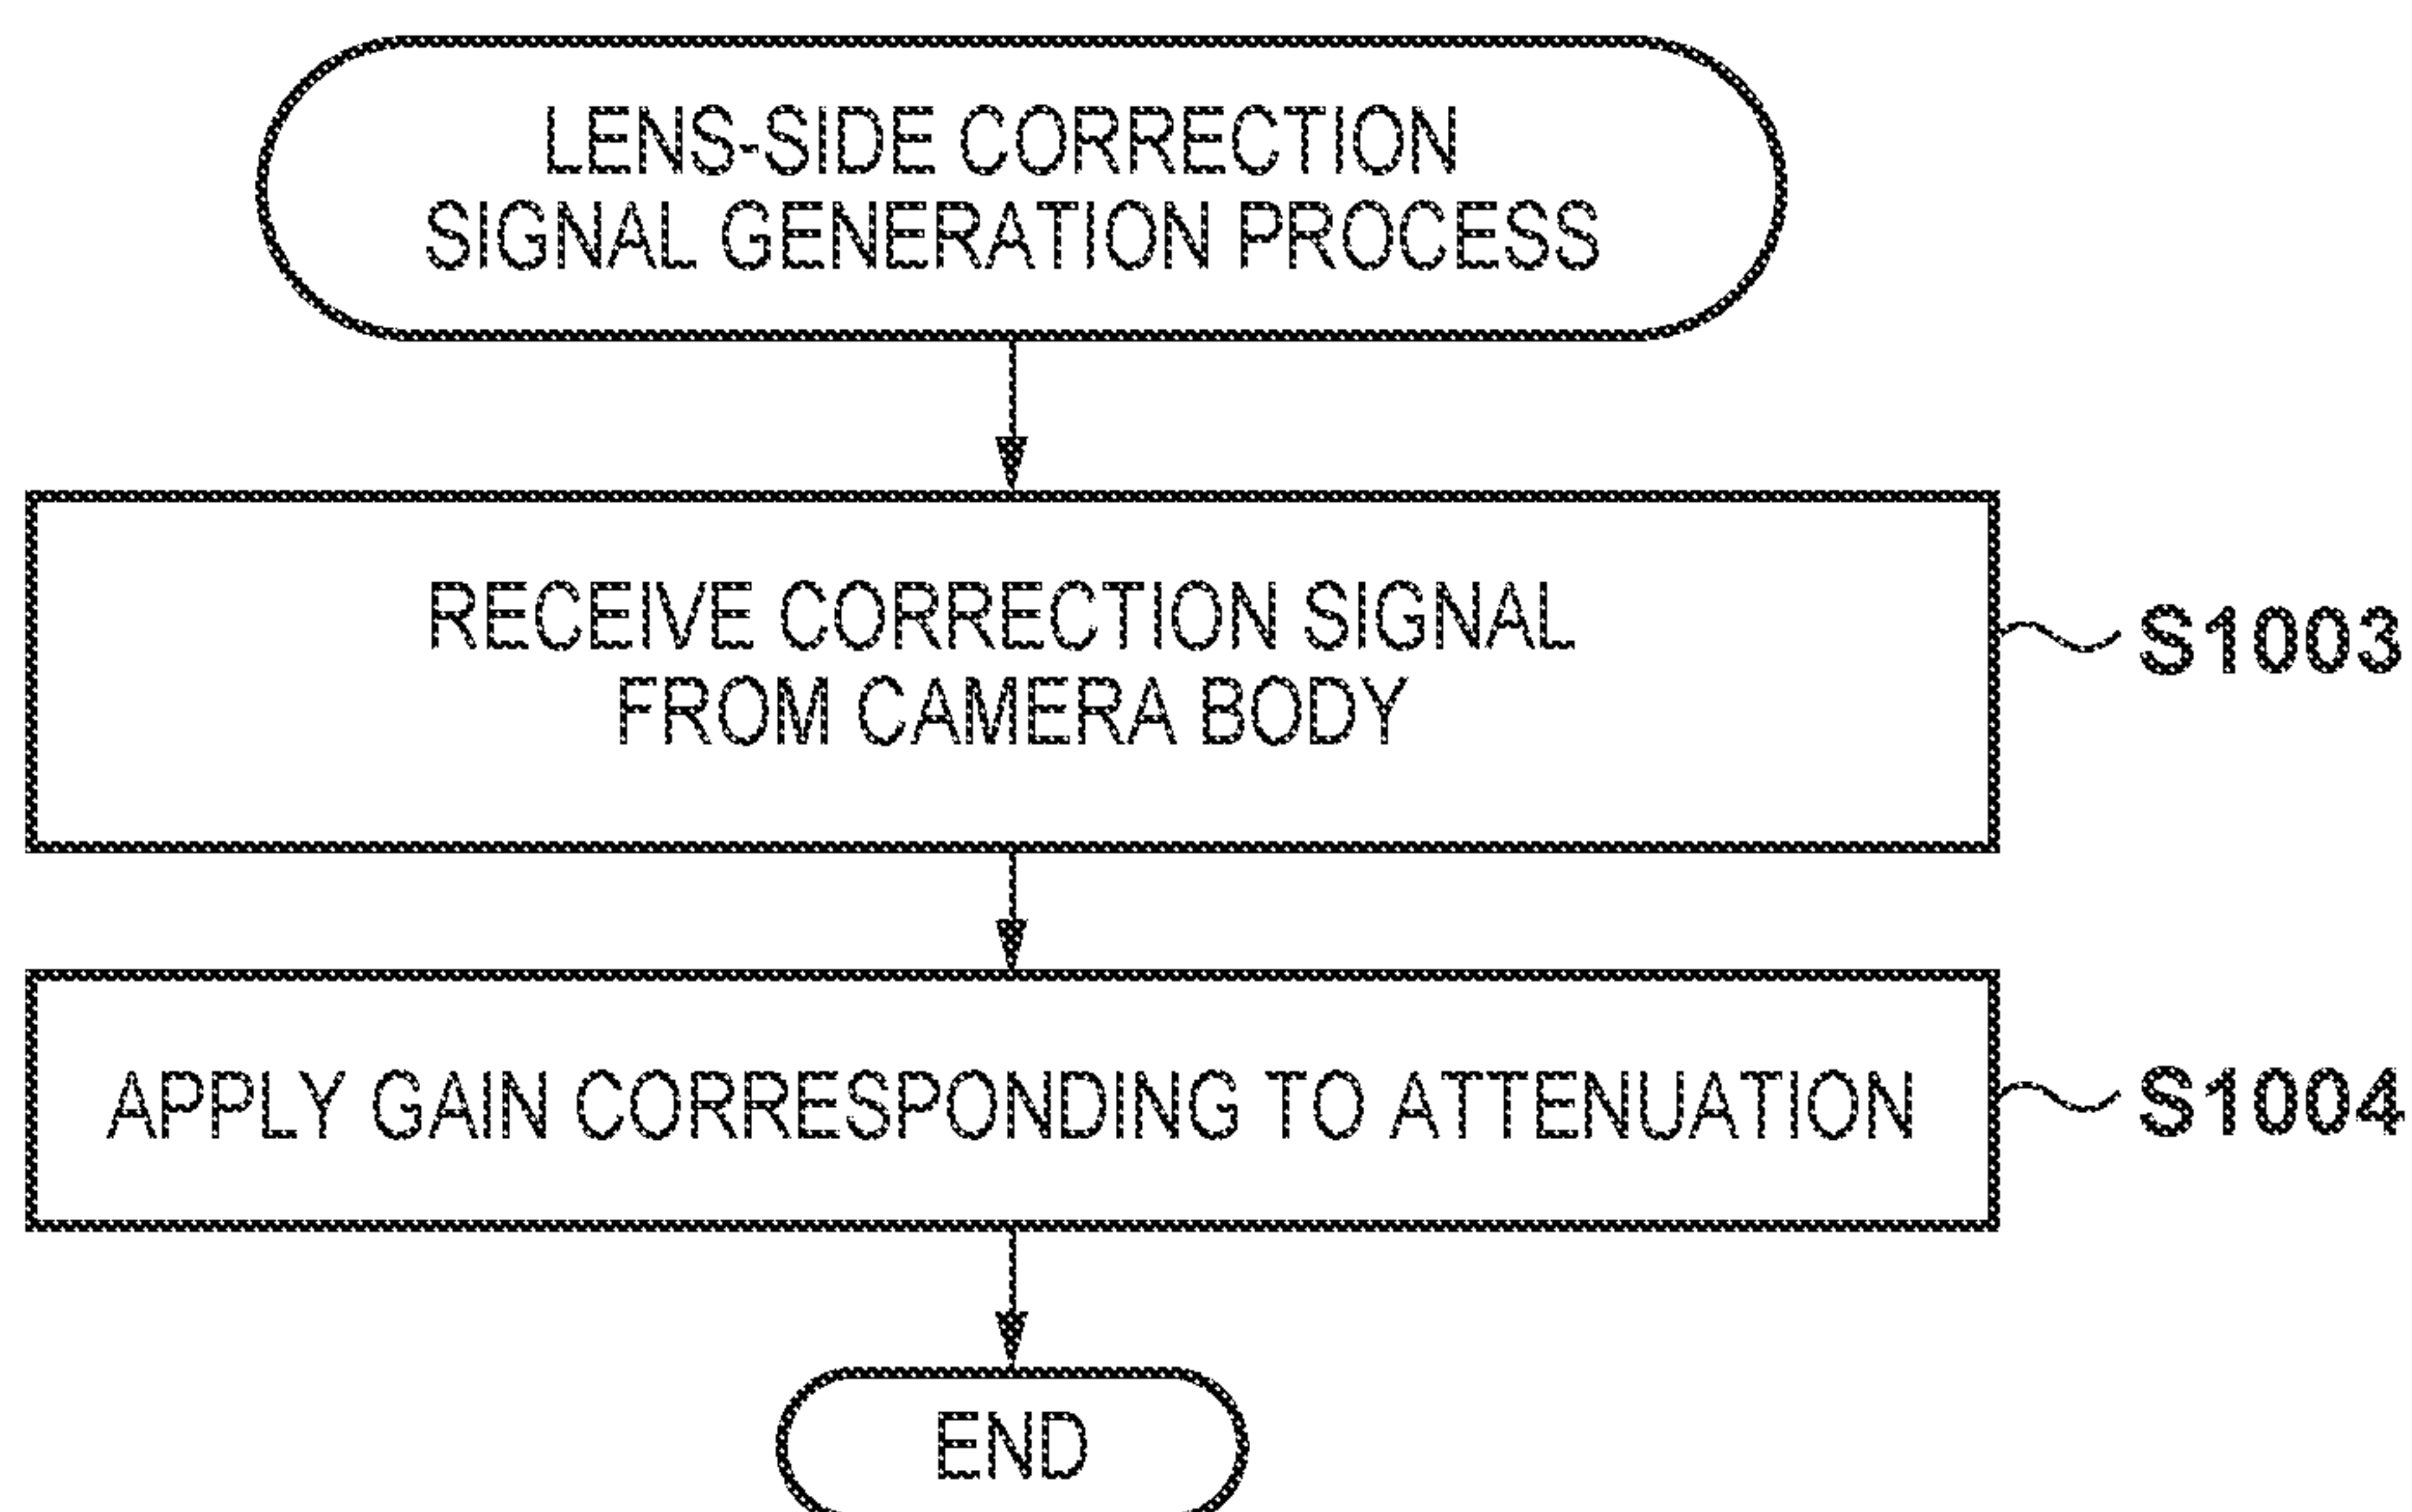 LENS-SIDE CORRECTION
SIGNAL GENERATION PROCESS
RECEIVE CORRECTION SIGNAL
FROM CAMERA BODY
S1003
APPLY GAIN CORRESPONDING TO ATTENUATION
S1004
END